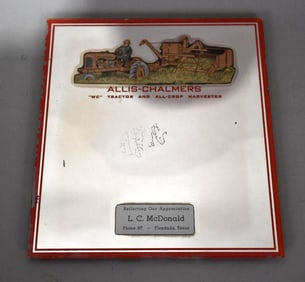 ALLIS-CHALMERS
"WC" TRACTOR AND ALL-CROP HARVESTER
Reflecting Our Appreciation
L. C. McDonald
Phone 87 — Floydada, Texas